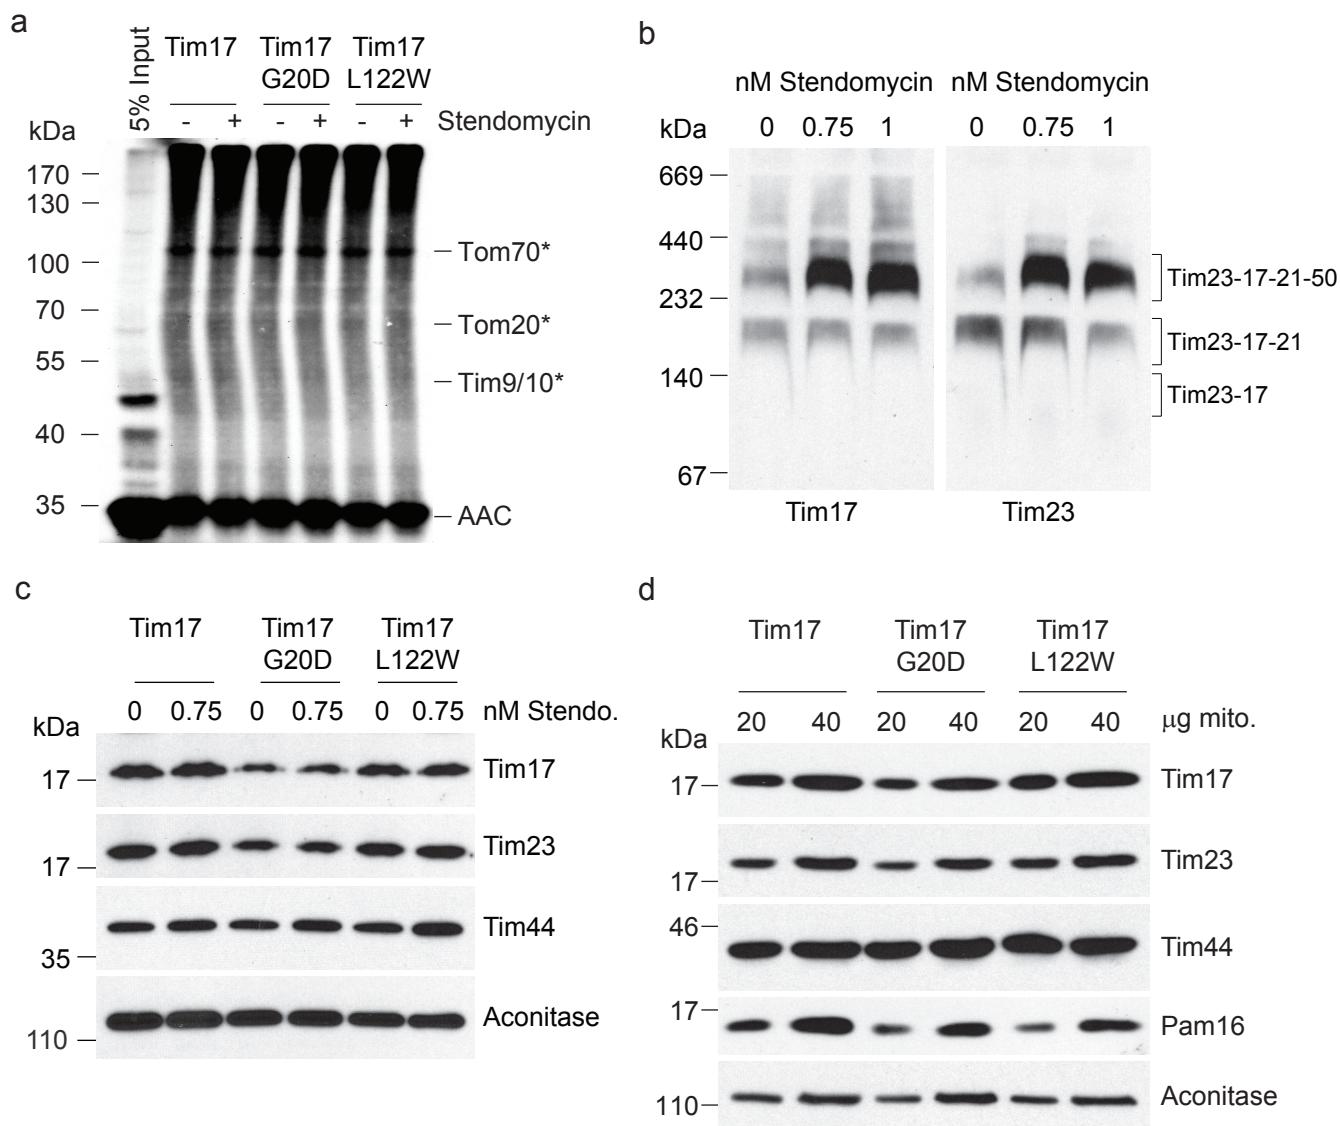 a
5% Input
Tim17
Tim17 G20D
Tim17 L122W
- + - + - + Stendomycin
kDa
170
130
100
70
55
40
35
Tom70*
Tom20*
Tim9/10*
AAC
b
nM Stendomycin nM Stendomycin
kDa 0 0.75 1 0 0.75 1
669
440
232
140
67
Tim23-17-21-50
Tim23-17-21
Tim23-17
Tim17 Tim23
c
Tim17
Tim17 G20D
Tim17 L122W
0 0.75 0 0.75 0 0.75 nM Stendo.
kDa
17 Tim17
17 Tim23
35 Tim44
110 Aconitase
d
Tim17
Tim17 G20D
Tim17 L122W
20 40 20 40 20 40 µg mito.
kDa
17 Tim17
17 Tim23
46 Tim44
17 Pam16
110 Aconitase